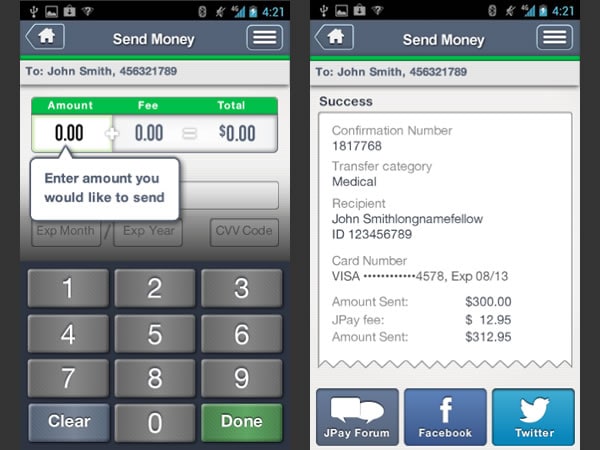 4:21
Send Money
To: John Smith, 456321789
Amount Fee Total
0.00 + 0.00 = $0.00
Enter amount you
would like to send
Exp Month / Exp Year CVV Code
1 2 3
4 5 6
7 8 9
Clear 0 Done
4G 4:21
Send Money
To: John Smith, 456321789
Success
Confirmation Number
1817768
Transfer category
Medical
Recipient
John Smithlongnamefellow
ID 123456789
Card Number
VISA ••••••••••••4578, Exp 08/13
Amount Sent: $300.00
JPay fee: $ 12.95
Amount Sent: $312.95
JPay Forum Facebook Twitter